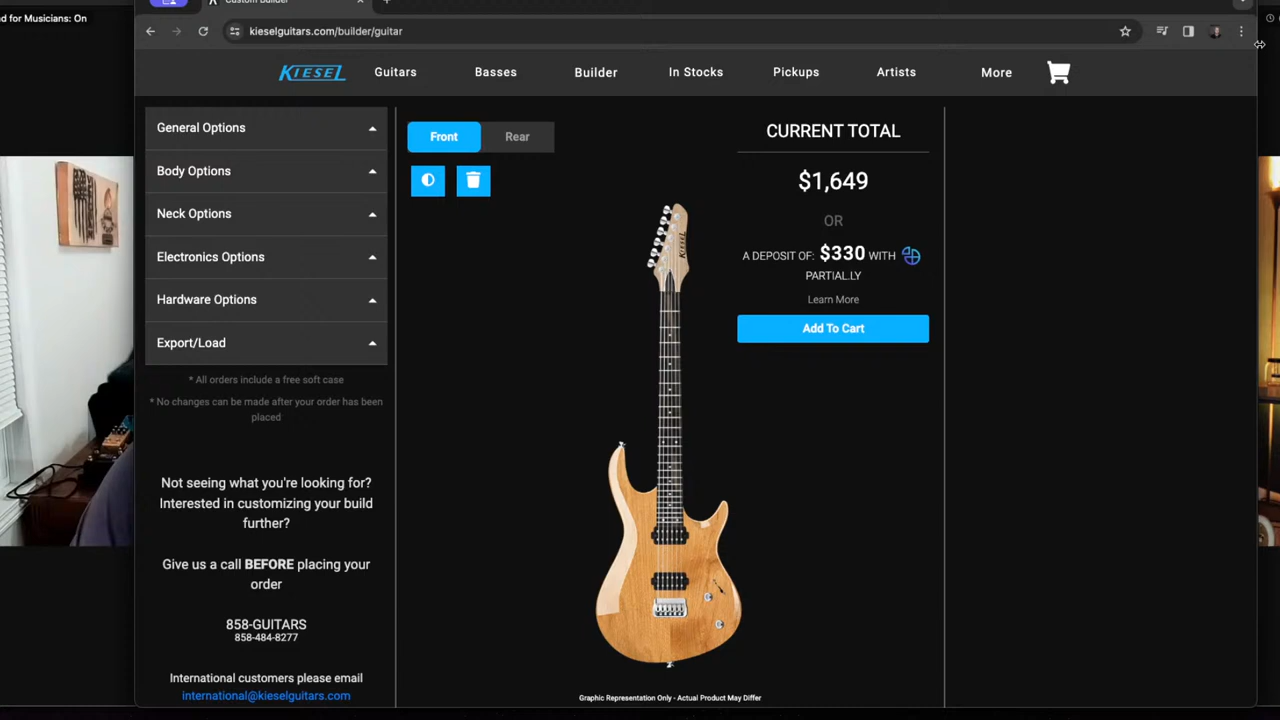 d for Musicians: On
Custom Builder
kieselguitars.com/builder/guitar
KIESEL
Guitars
Basses
Builder
In Stocks
Pickups
Artists
More
General Options
Body Options
Neck Options
Electronics Options
Hardware Options
Export/Load
* All orders include a free soft case
* No changes can be made after your order has been
placed
Not seeing what you're looking for?
Interested in customizing your build
further?
Give us a call BEFORE placing your
order
858-GUITARS
858-484-8277
International customers please email
international@kieselguitars.com
Front
Rear
KIESEL
CURRENT TOTAL
$1,649
OR
A DEPOSIT OF: $330 WITH
PARTIAL.LY
Learn More
Add To Cart
Graphic Representation Only - Actual Product May Differ